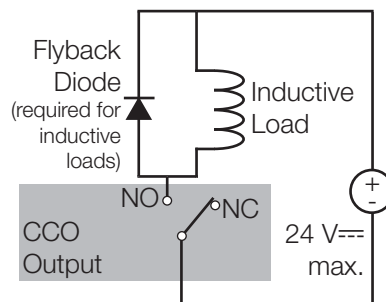 Flyback
Diode
(required for
inductive
loads)
Inductive
Load
NO
NC
CCO
Output
+
-
24 V⎓
max.